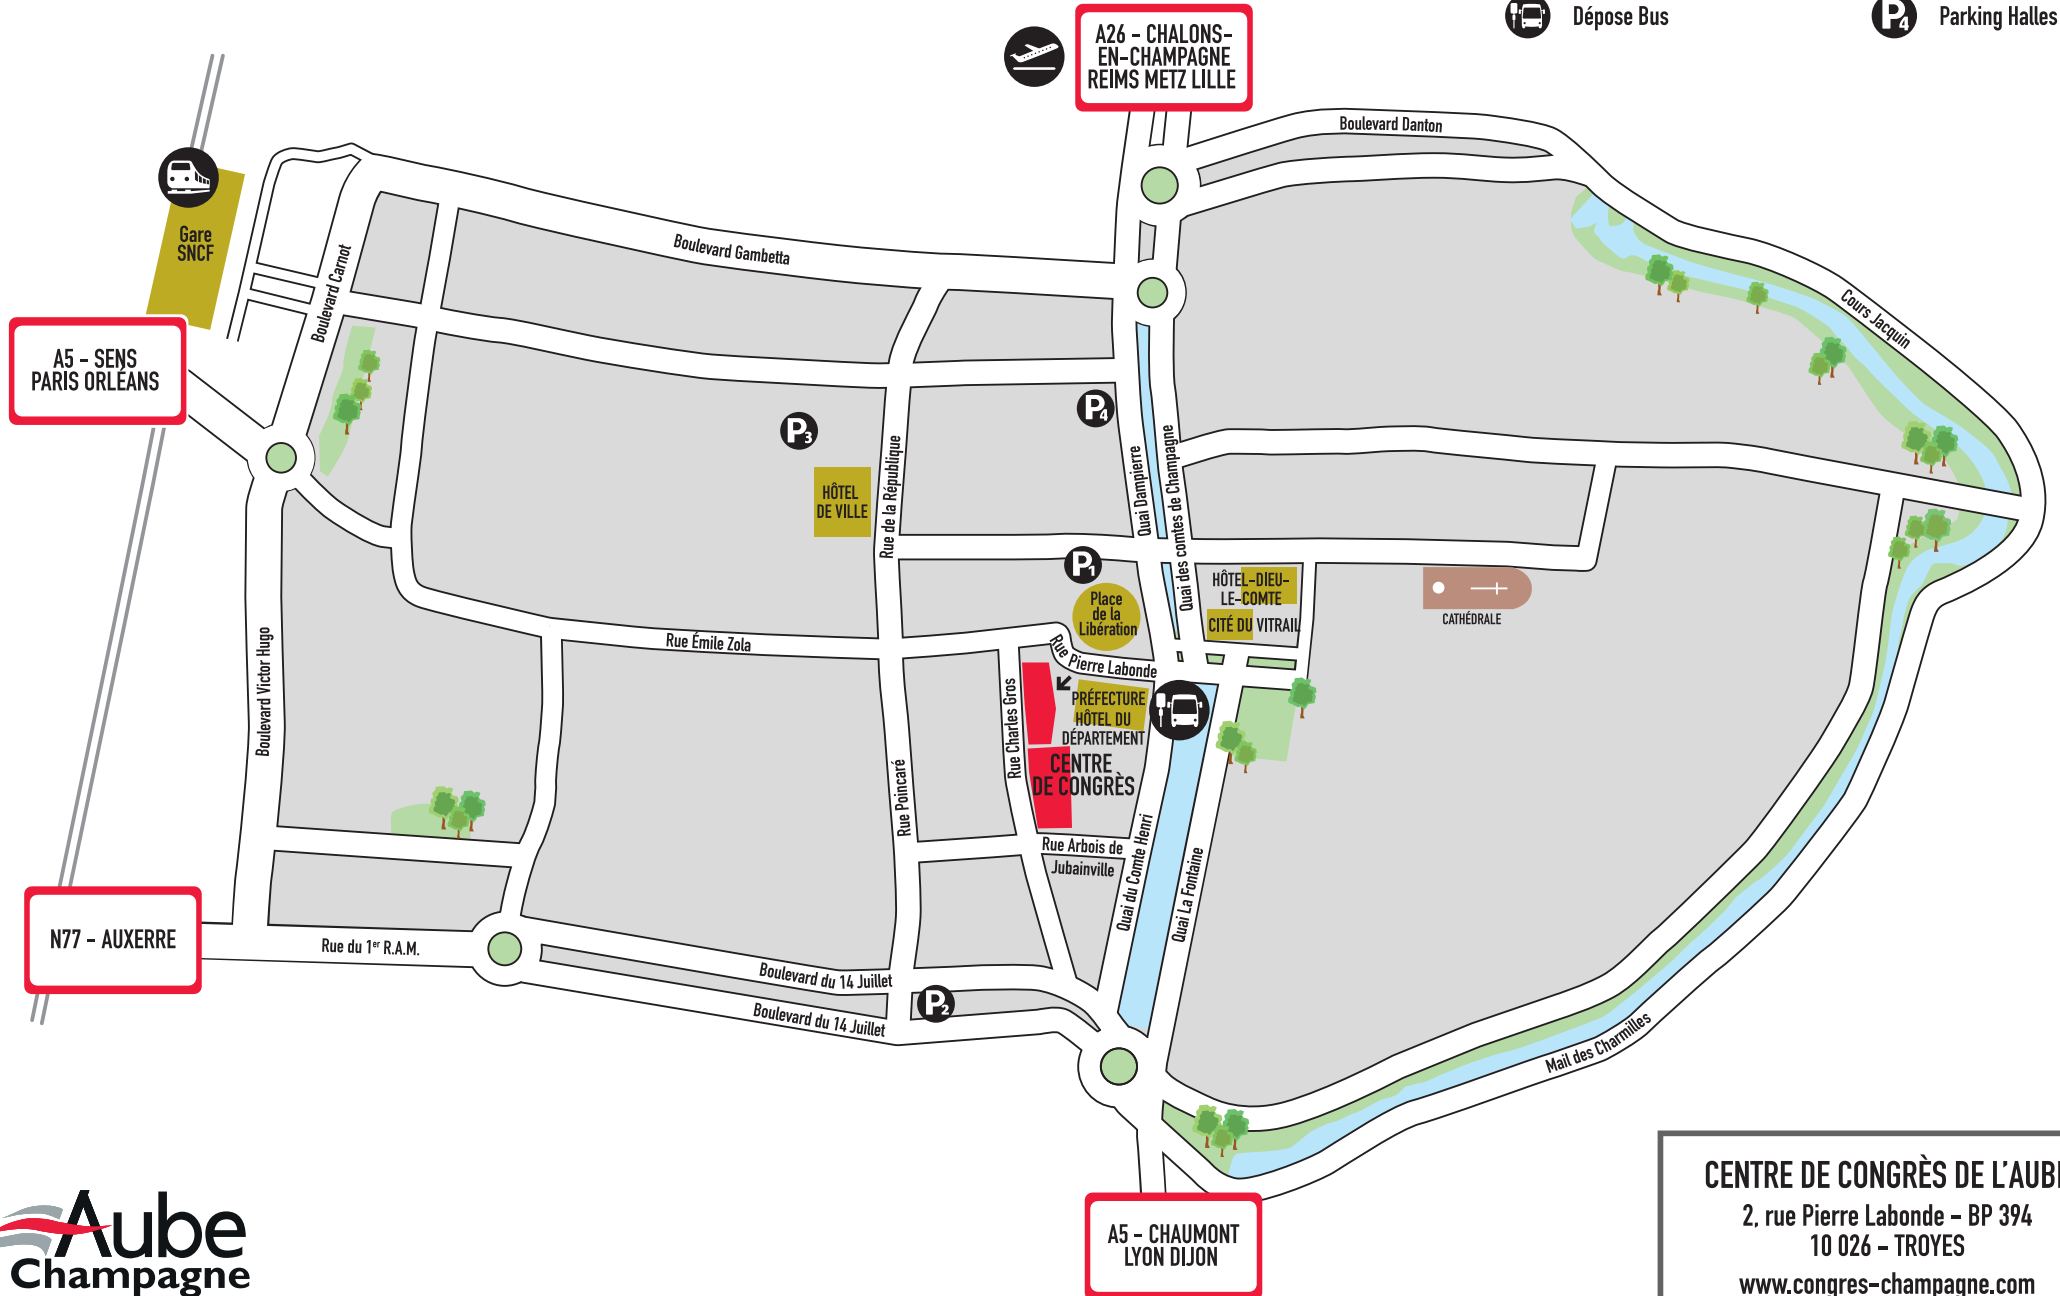 Dépose Bus
P4 Parking Halles
A26 - CHALONS-
EN-CHAMPAGNE
REIMS METZ LILLE
Boulevard Danton
Gare
SNCF
Boulevard Carnot
Boulevard Gambetta
Cours Jacquin
A5 - SENS
PARIS ORLÉANS
P3
P4
HÔTEL
DE VILLE
Rue de la République
Quai Dampierre
Quai des comtes de Champagne
P1
Place
de la
Libération
HÔTEL-DIEU-
LE-COMTE
CITÉ DU VITRAIL
CATHÉDRALE
Boulevard Victor Hugo
Rue Émile Zola
Rue Pierre Labonde
Rue Charles Gros
PRÉFECTURE
HÔTEL DU
DÉPARTEMENT
CENTRE
DE CONGRÈS
Rue Poincaré
Rue Arbois de
Jubainville
Quai du Comte Henri
Quai La Fontaine
N77 - AUXERRE
Rue du 1er R.A.M.
Boulevard du 14 Juillet
Boulevard du 14 Juillet
P2
Mail des Charmilles
A5 - CHAUMONT
LYON DIJON
Aube
Champagne
CENTRE DE CONGRÈS DE L'AUBE
2, rue Pierre Labonde - BP 394
10 026 - TROYES
www.congres-champagne.com